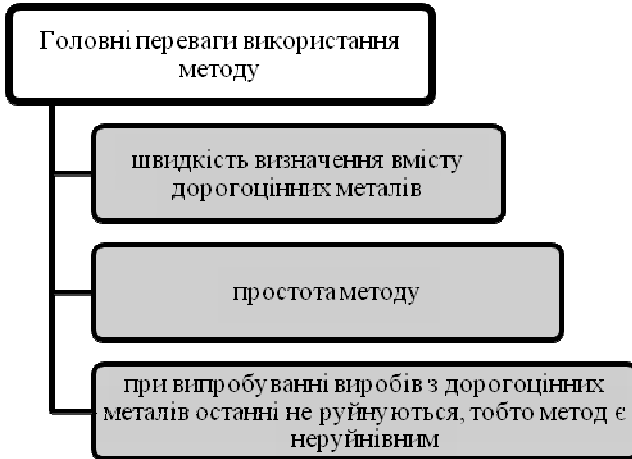 Головні переваги використання
методу
швидкість визначення вмісту
дорогоцінних металів
простота методу
при випробуванні виробів з дорогоцінних
металів останні не руйнуються, тобто метод є
неруйнівним